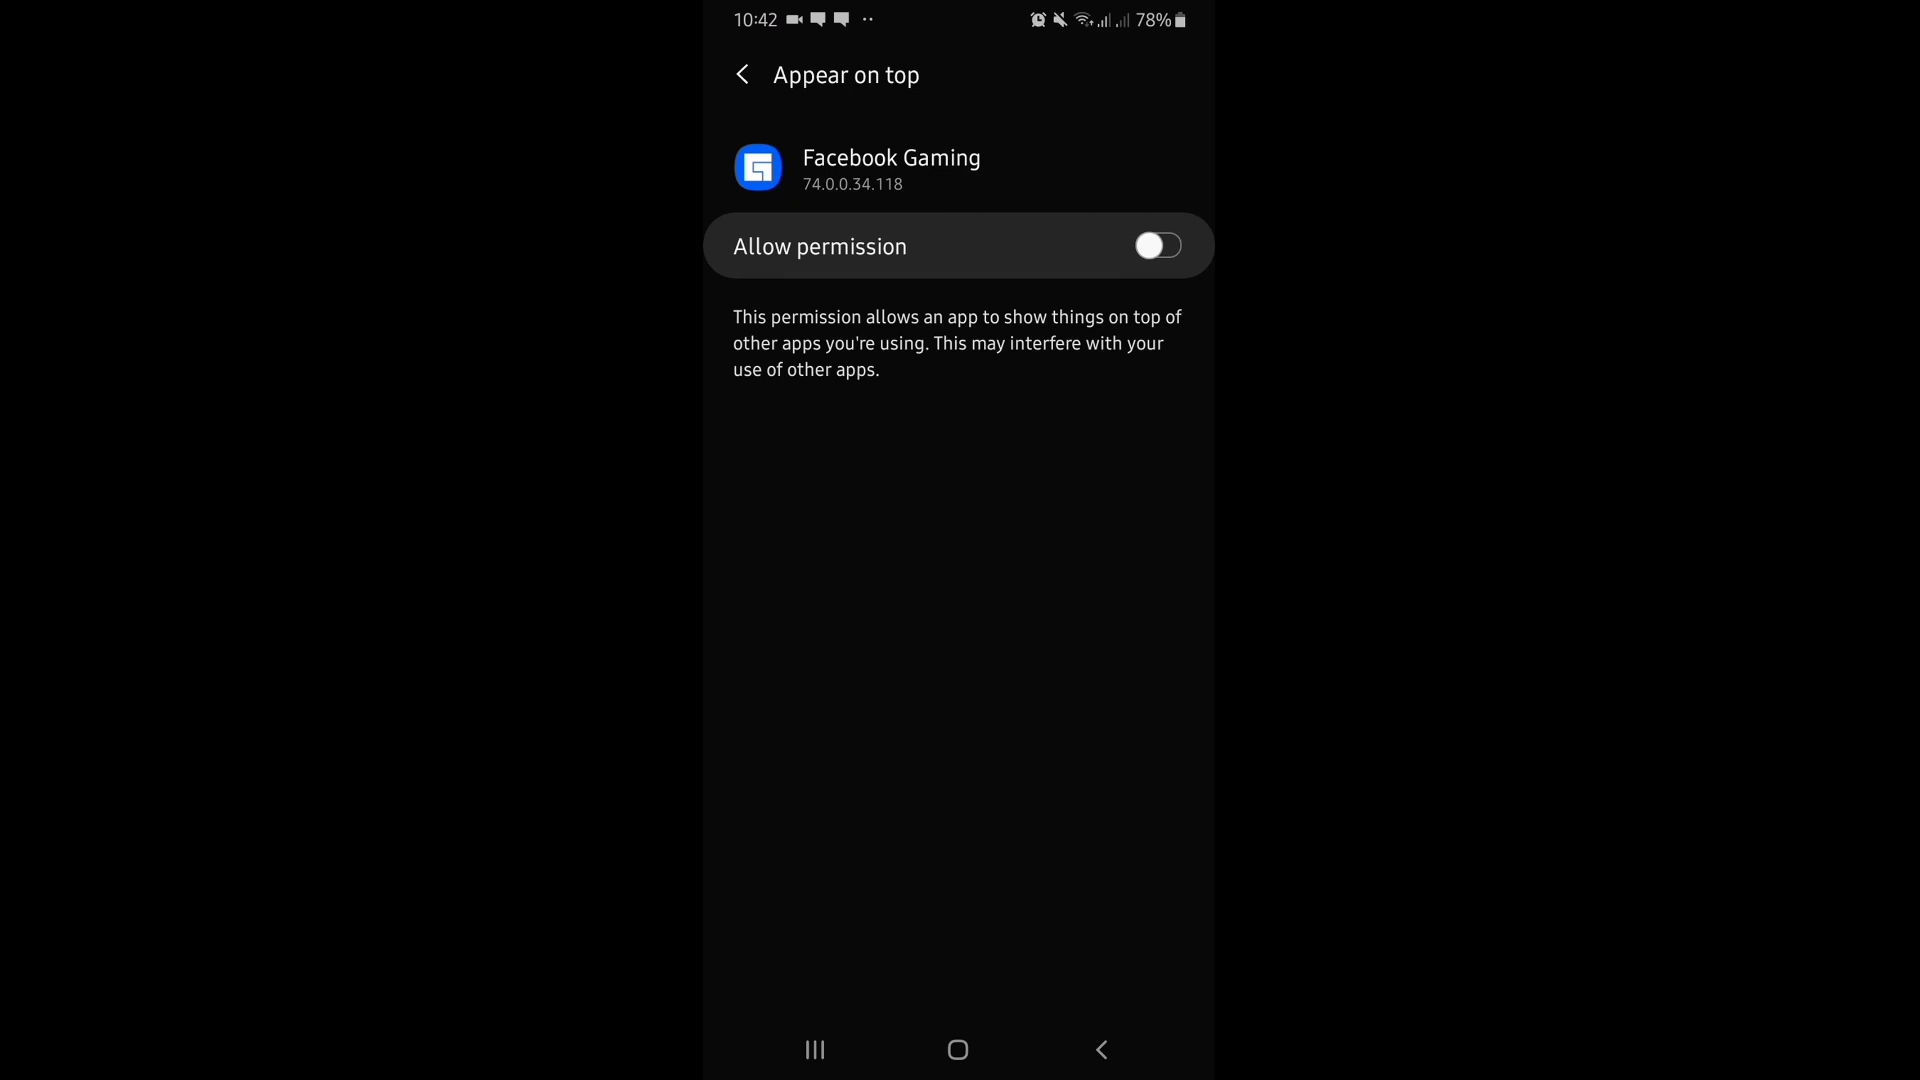 10:42
78%
Appear on top
Facebook Gaming
74.0.0.34.118
Allow permission
This permission allows an app to show things on top of
other apps you're using. This may interfere with your
use of other apps.